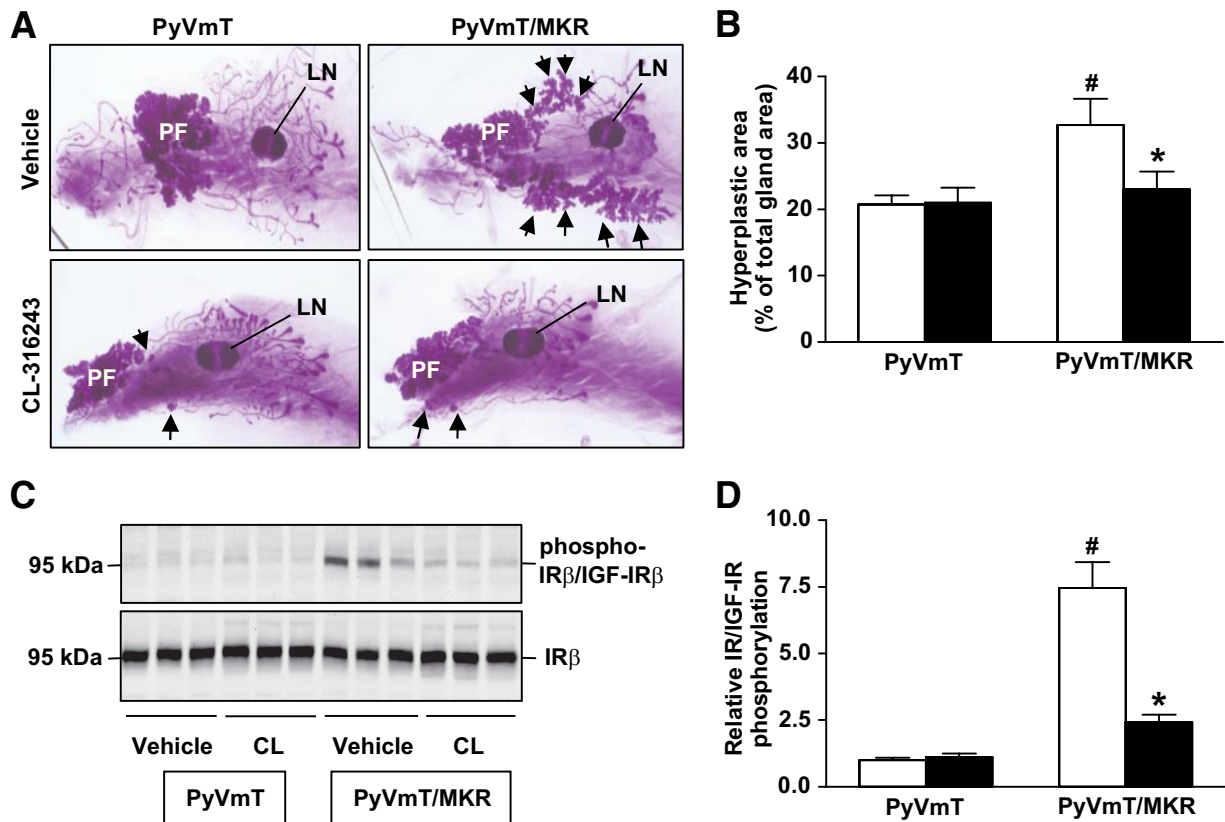 A
PyVmT
PyVmT/MKR
Vehicle
LN
PF
LN
PF
CL-316243
LN
PF
LN
PF
B
Hyperplastic area
(% of total gland area)
40
30
20
10
0
#
*
PyVmT
PyVmT/MKR
C
95 kDa
phospho-
IRβ/IGF-IRβ
95 kDa
IRβ
Vehicle
CL
Vehicle
CL
PyVmT
PyVmT/MKR
D
Relative IR/IGF-IR
phosphorylation
10.0
7.5
5.0
2.5
0.0
#
*
PyVmT
PyVmT/MKR